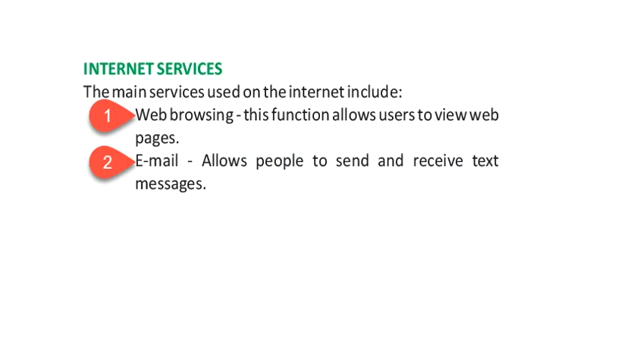 INTERNET SERVICES
The main services used on the internet include:
1 Web browsing - this function allows users to view web
pages.
2 E-mail - Allows people to send and receive text
messages.